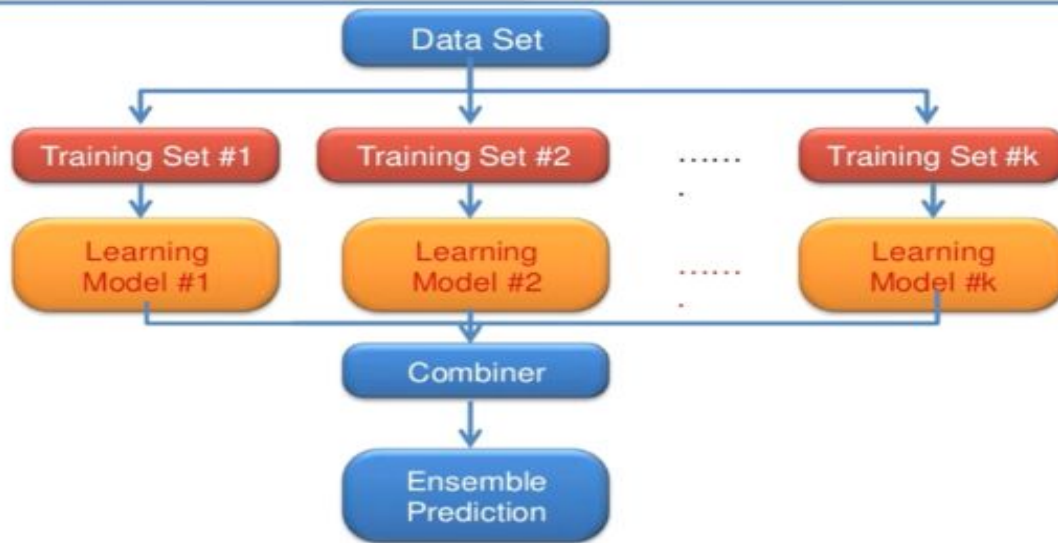 Data Set
Training Set #1
Training Set #2
.......
Training Set #k
Learning
Model #1
Learning
Model #2
.......
Learning
Model #k
Combiner
Ensemble
Prediction